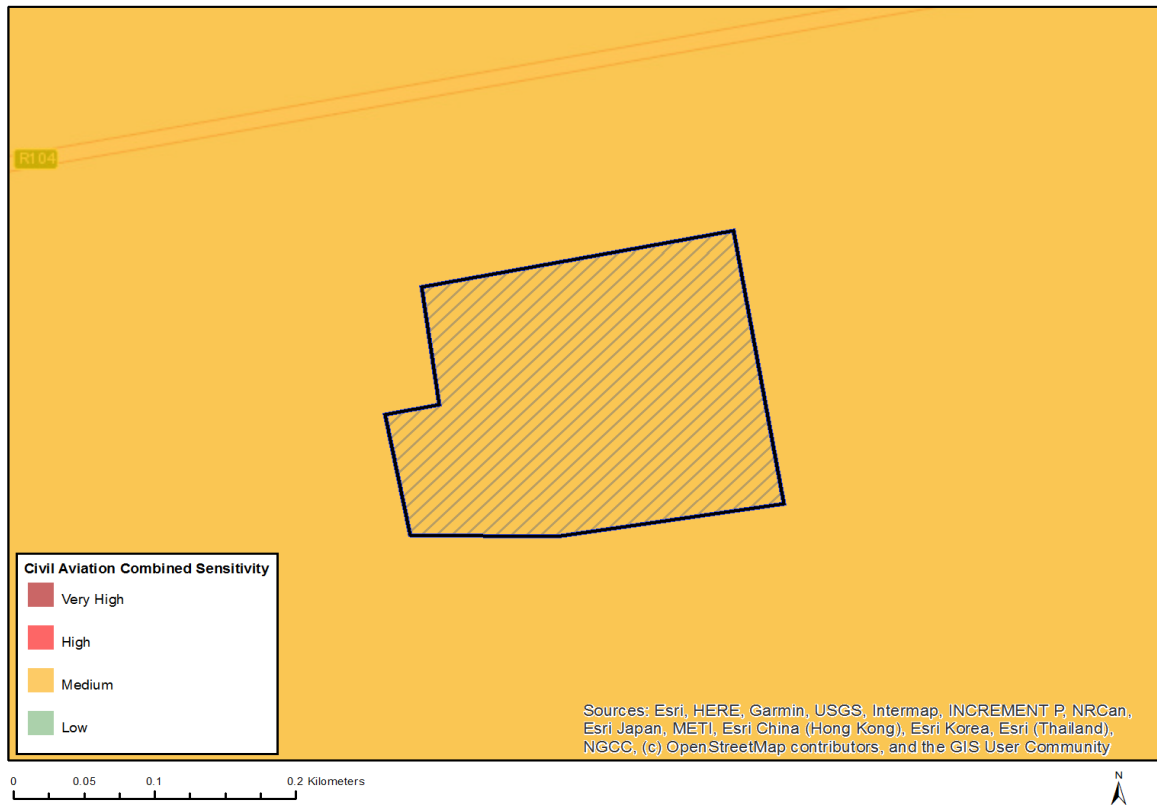 R104
Civil Aviation Combined Sensitivity
Very High
High
Medium
Low
Sources: Esri, HERE, Garmin, USGS, Intermap, INCREMENT P, NRCan,
Esri Japan, METI, Esri China (Hong Kong), Esri Korea, Esri (Thailand),
NGCC, (c) OpenStreetMap contributors, and the GIS User Community
0 0.05 0.1 0.2 Kilometers
N